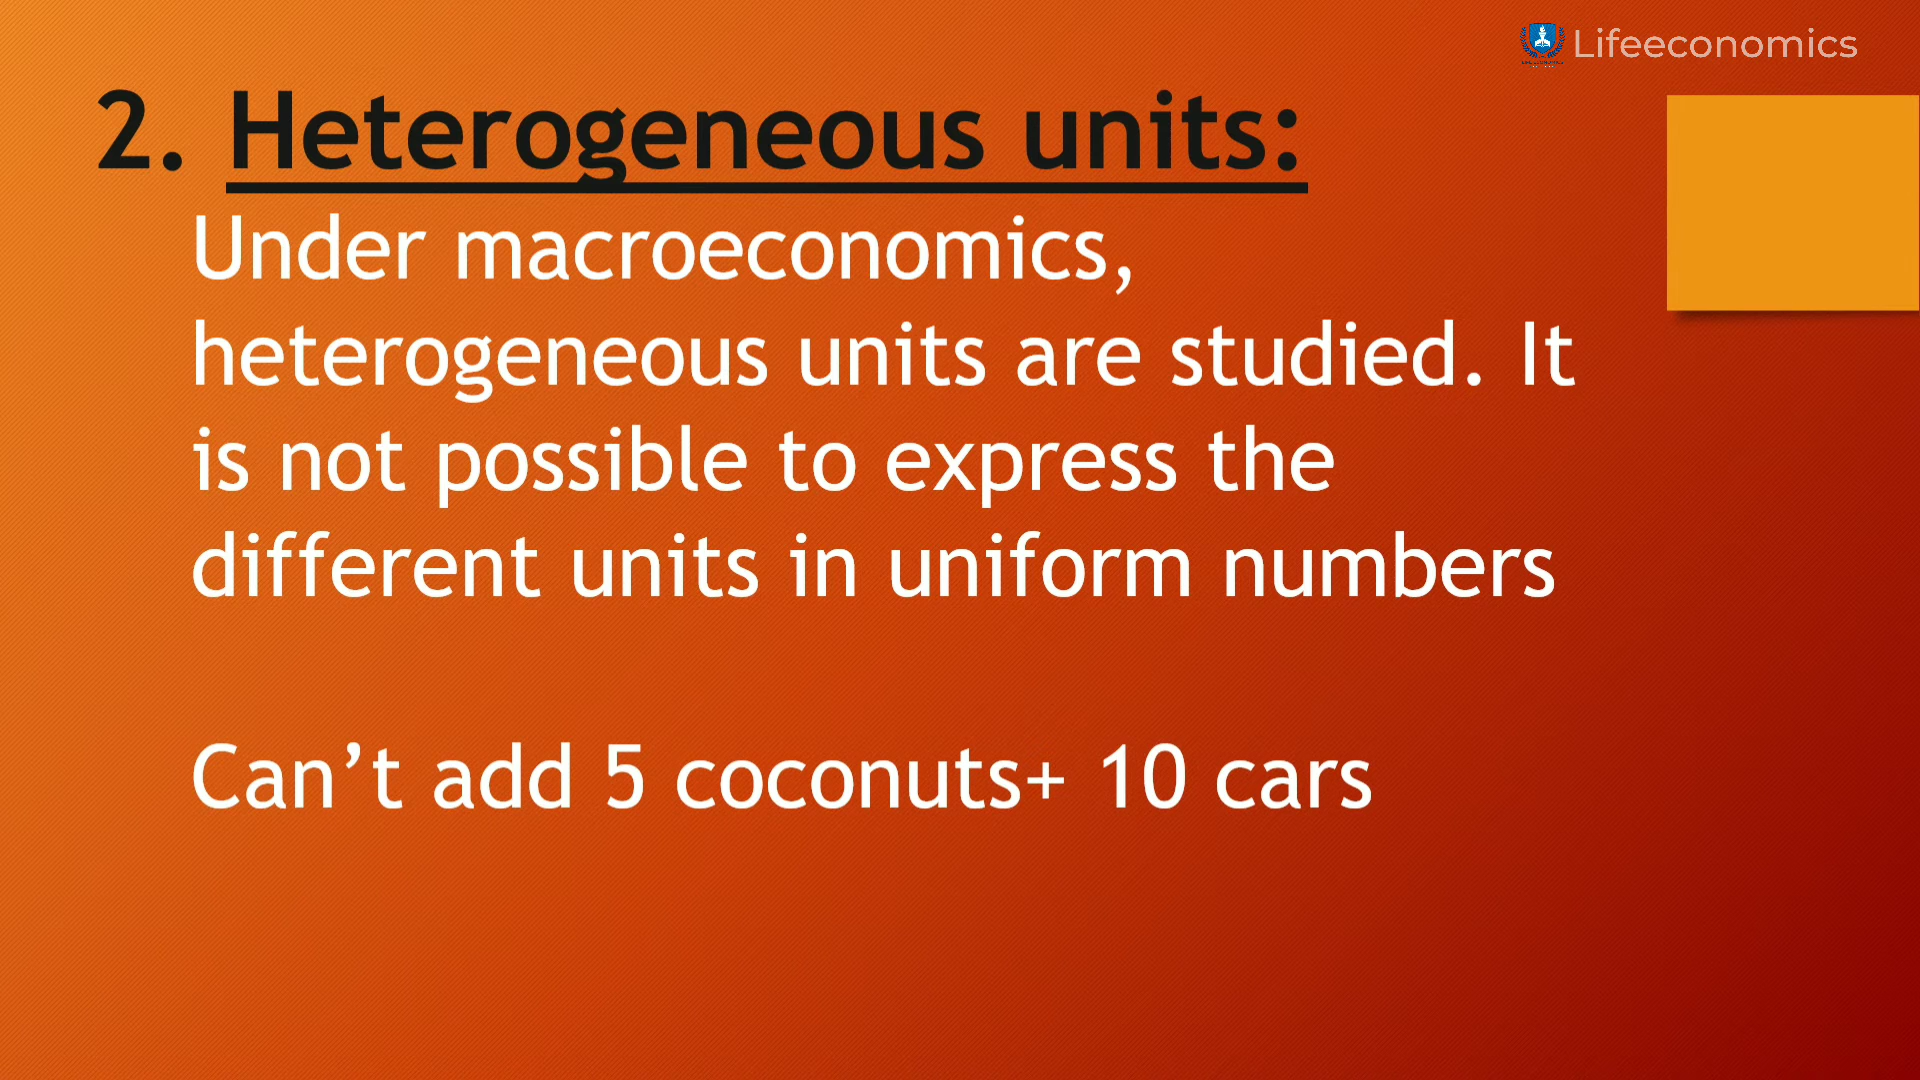 Lifeeconomics
2. Heterogeneous units:
Under macroeconomics,
heterogeneous units are studied. It
is not possible to express the
different units in uniform numbers
Can’t add 5 coconuts+ 10 cars